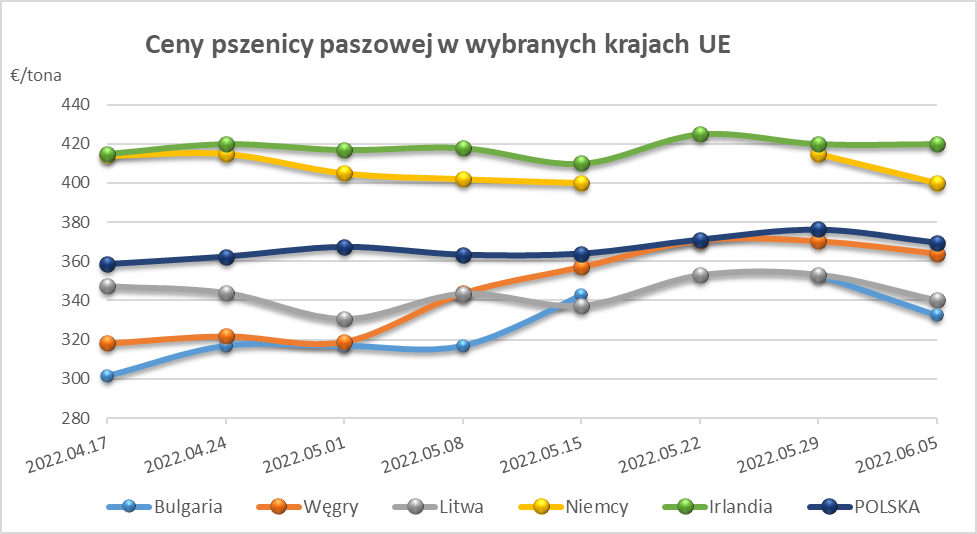 Ceny pszenicy paszowej w wybranych krajach UE
€/tona
440
420
400
380
360
340
320
300
280
2022.04.17 2022.04.24 2022.05.01 2022.05.08 2022.05.15 2022.05.22 2022.05.29 2022.06.05
Bulgaria Węgry Litwa Niemcy Irlandia POLSKA